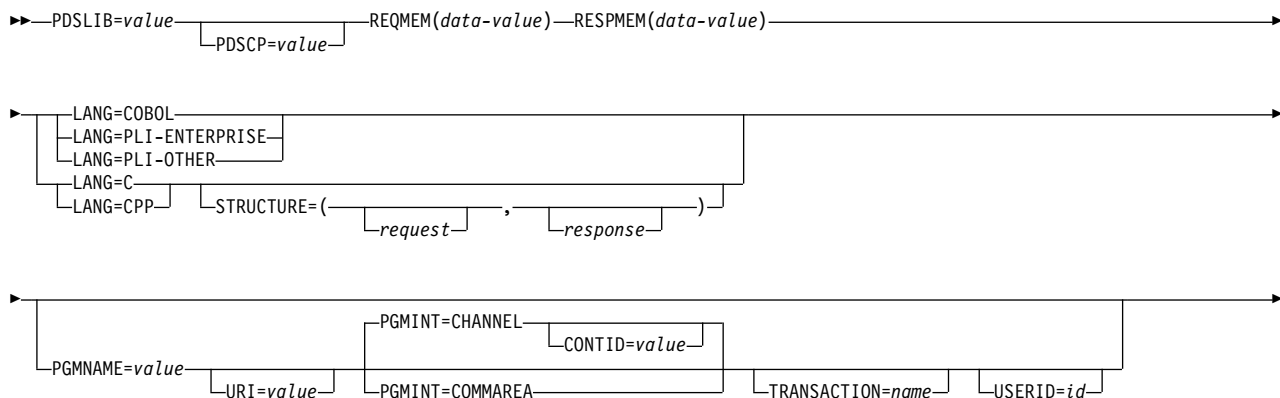 PDSLIB=value REQMEM(data-value) RESPMEM(data-value)
PDSCP=value
LANG=COBOL
LANG=PLI-ENTERPRISE
LANG=PLI-OTHER
LANG=C
LANG=CPP STRUCTURE=( , )
request response
PGMINT=CHANNEL
CONTID=value
PGMNAME=value
URI=value PGMINT=COMMAREA TRANSACTION=name USERID=id